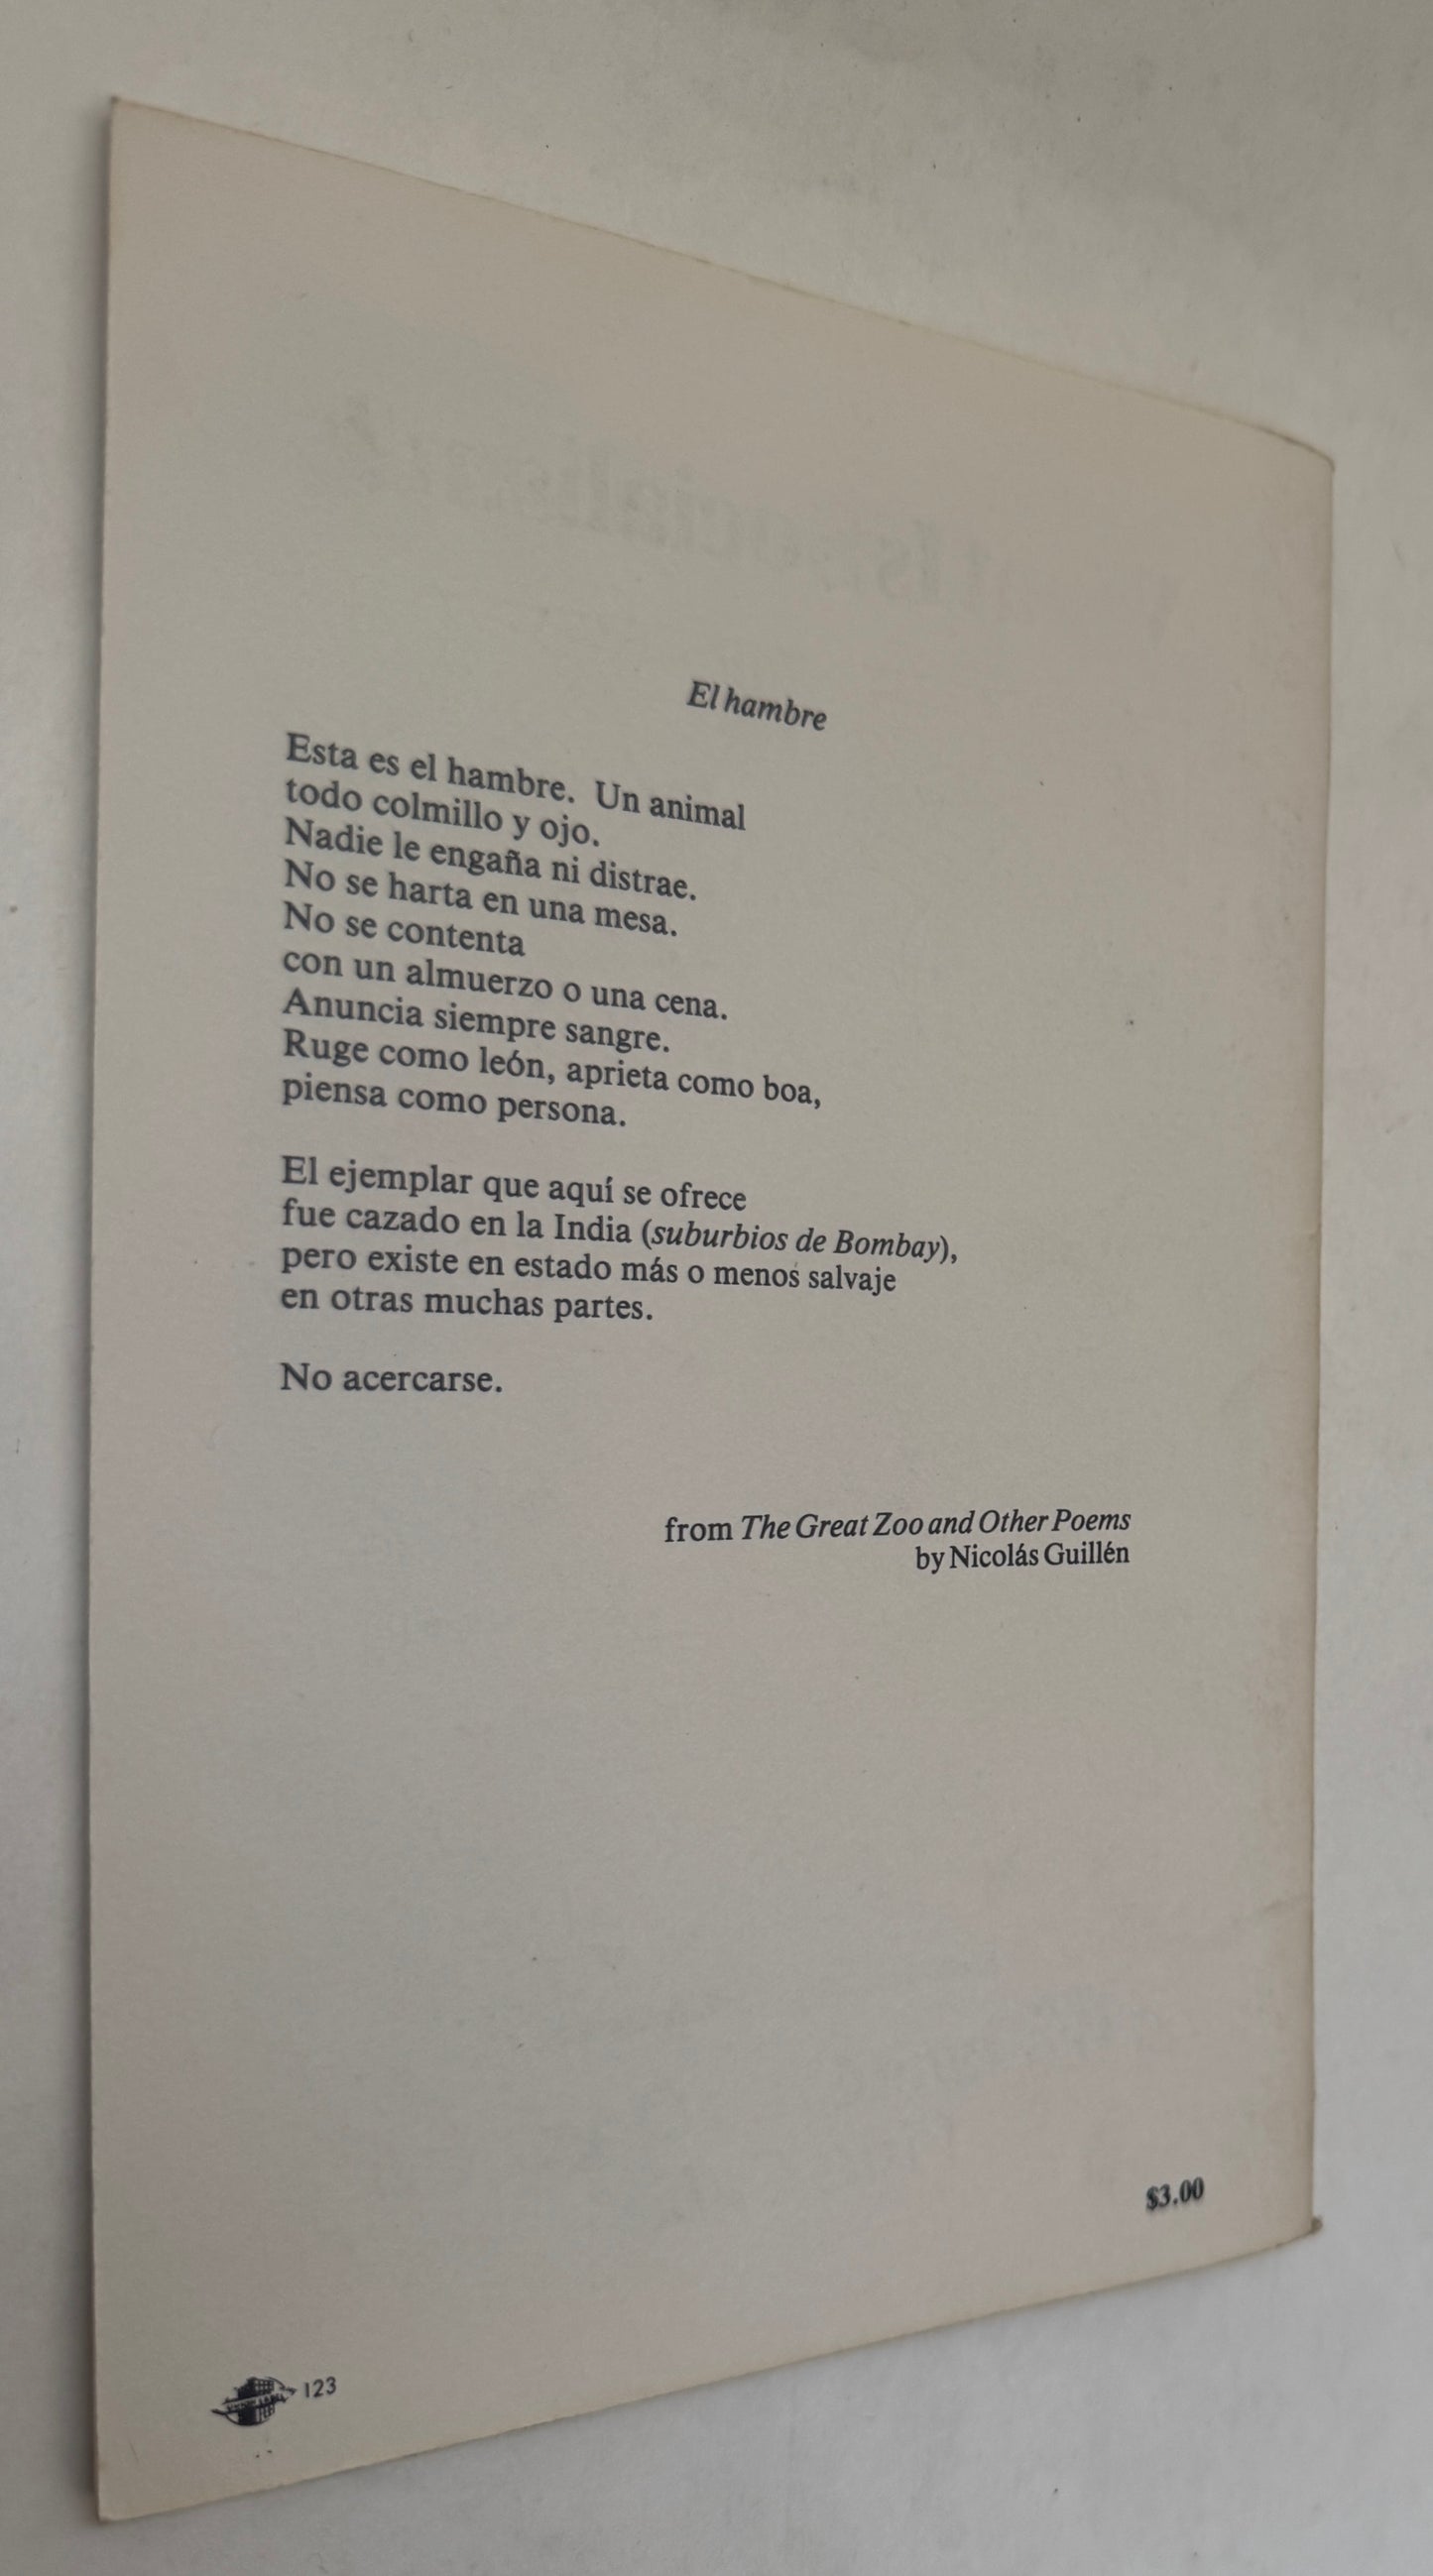 El hambre
Esta es el hambre. Un animal
todo colmillo y ojo.
Nadie le engaña ni distrae.
No se harta en una mesa.
No se contenta
con un almuerzo o una cena.
Anuncia siempre sangre.
Ruge como león, aprieta como boa,
piensa como persona.
El ejemplar que aquí se ofrece
fue cazado en la India (suburbios de Bombay),
pero existe en estado más o menos salvaje
en otras muchas partes.
No acercarse.
from The Great Zoo and Other Poems
by Nicolás Guillén
$3.00
123